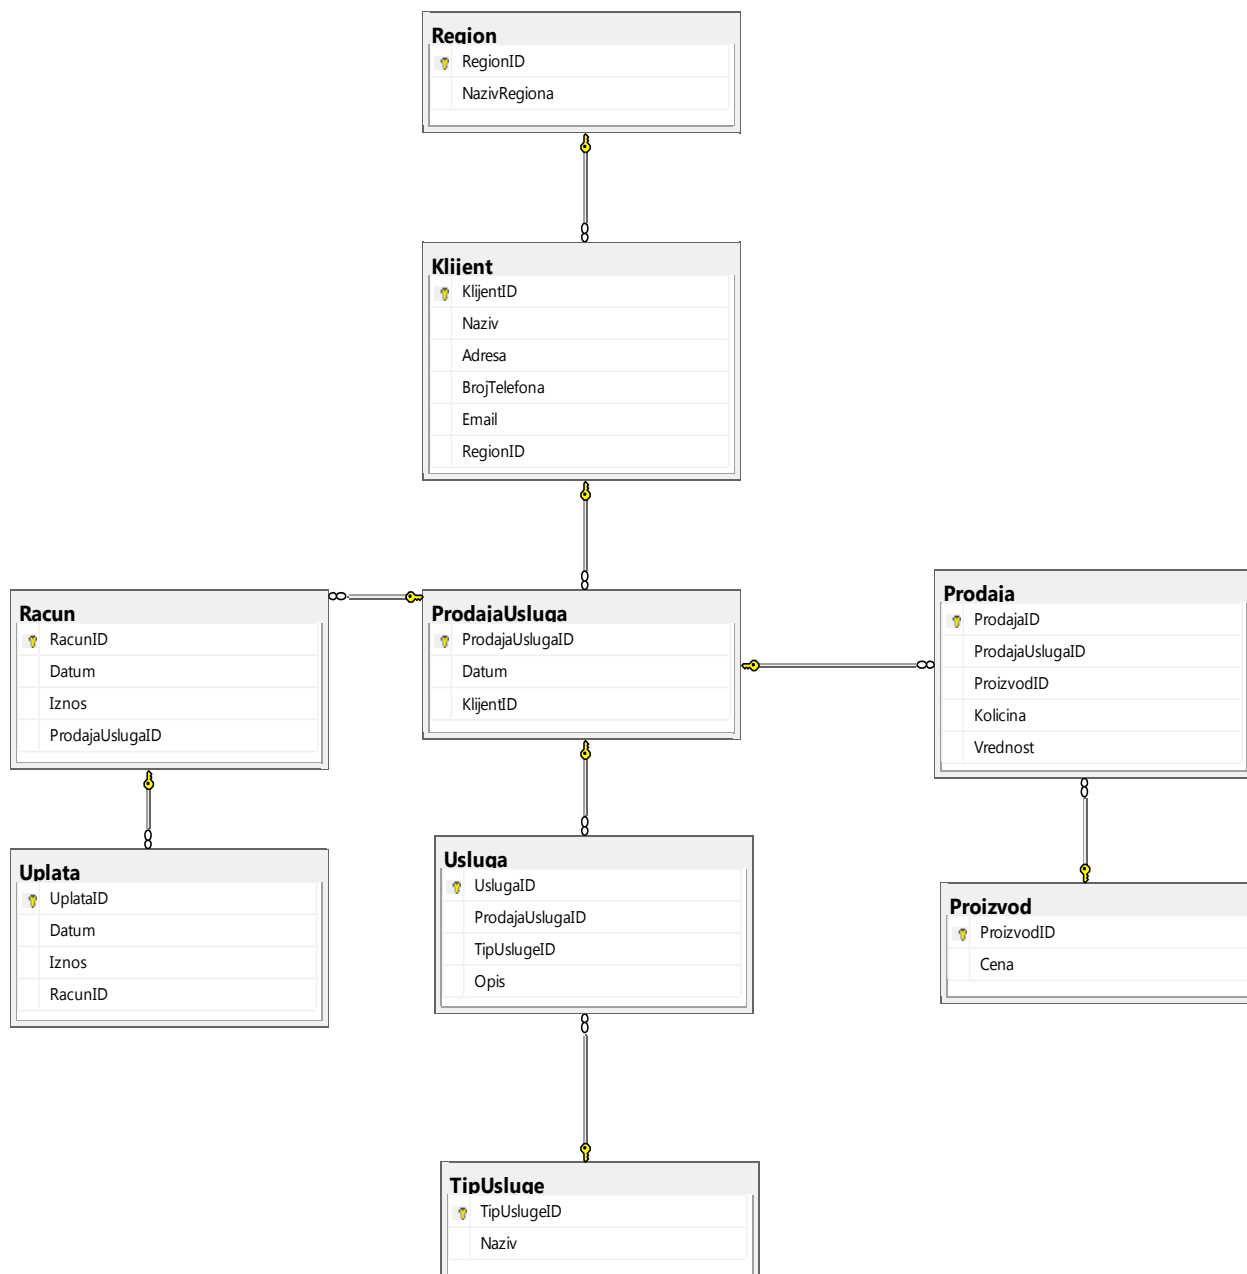 Region
RegionID
NazivRegiona
Klijent
KlijentID
Naziv
Adresa
BrojTelefona
Email
RegionID
Racun
RacunID
Datum
Iznos
ProdajaUslugaID
ProdajaUsluga
ProdajaUslugaID
Datum
KlijentID
Prodaja
ProdajaID
ProdajaUslugaID
ProizvodID
Kolicina
Vrednost
Uplata
UplataID
Datum
Iznos
RacunID
Usluga
UslugaID
ProdajaUslugaID
TipUslugeID
Opis
Proizvod
ProizvodID
Cena
TipUsluge
TipUslugeID
Naziv